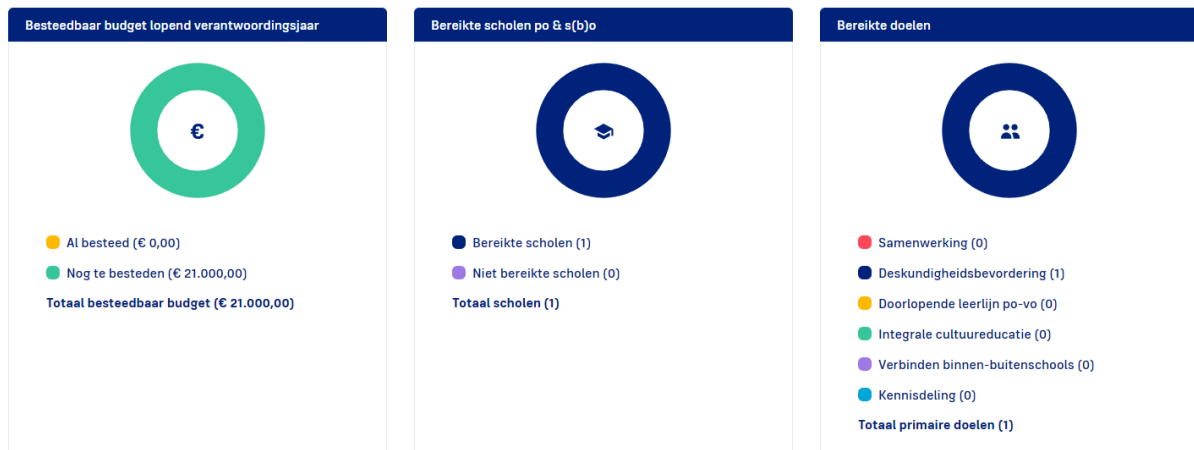 Besteedbaar budget lopend verantwoordingsjaar
€
Al besteed (€ 0,00)
Nog te besteden (€ 21.000,00)
Totaal besteedbaar budget (€ 21.000,00)
Bereikte scholen po & s(b)o
Bereikte scholen (1)
Niet bereikte scholen (0)
Totaal scholen (1)
Bereikte doelen
Samenwerking (0)
Deskundigheidsbevordering (1)
Doorlopende leerlijn po-vo (0)
Integrale cultuureducatie (0)
Verbinden binnen-buitenschools (0)
Kennisdeling (0)
Totaal primaire doelen (1)